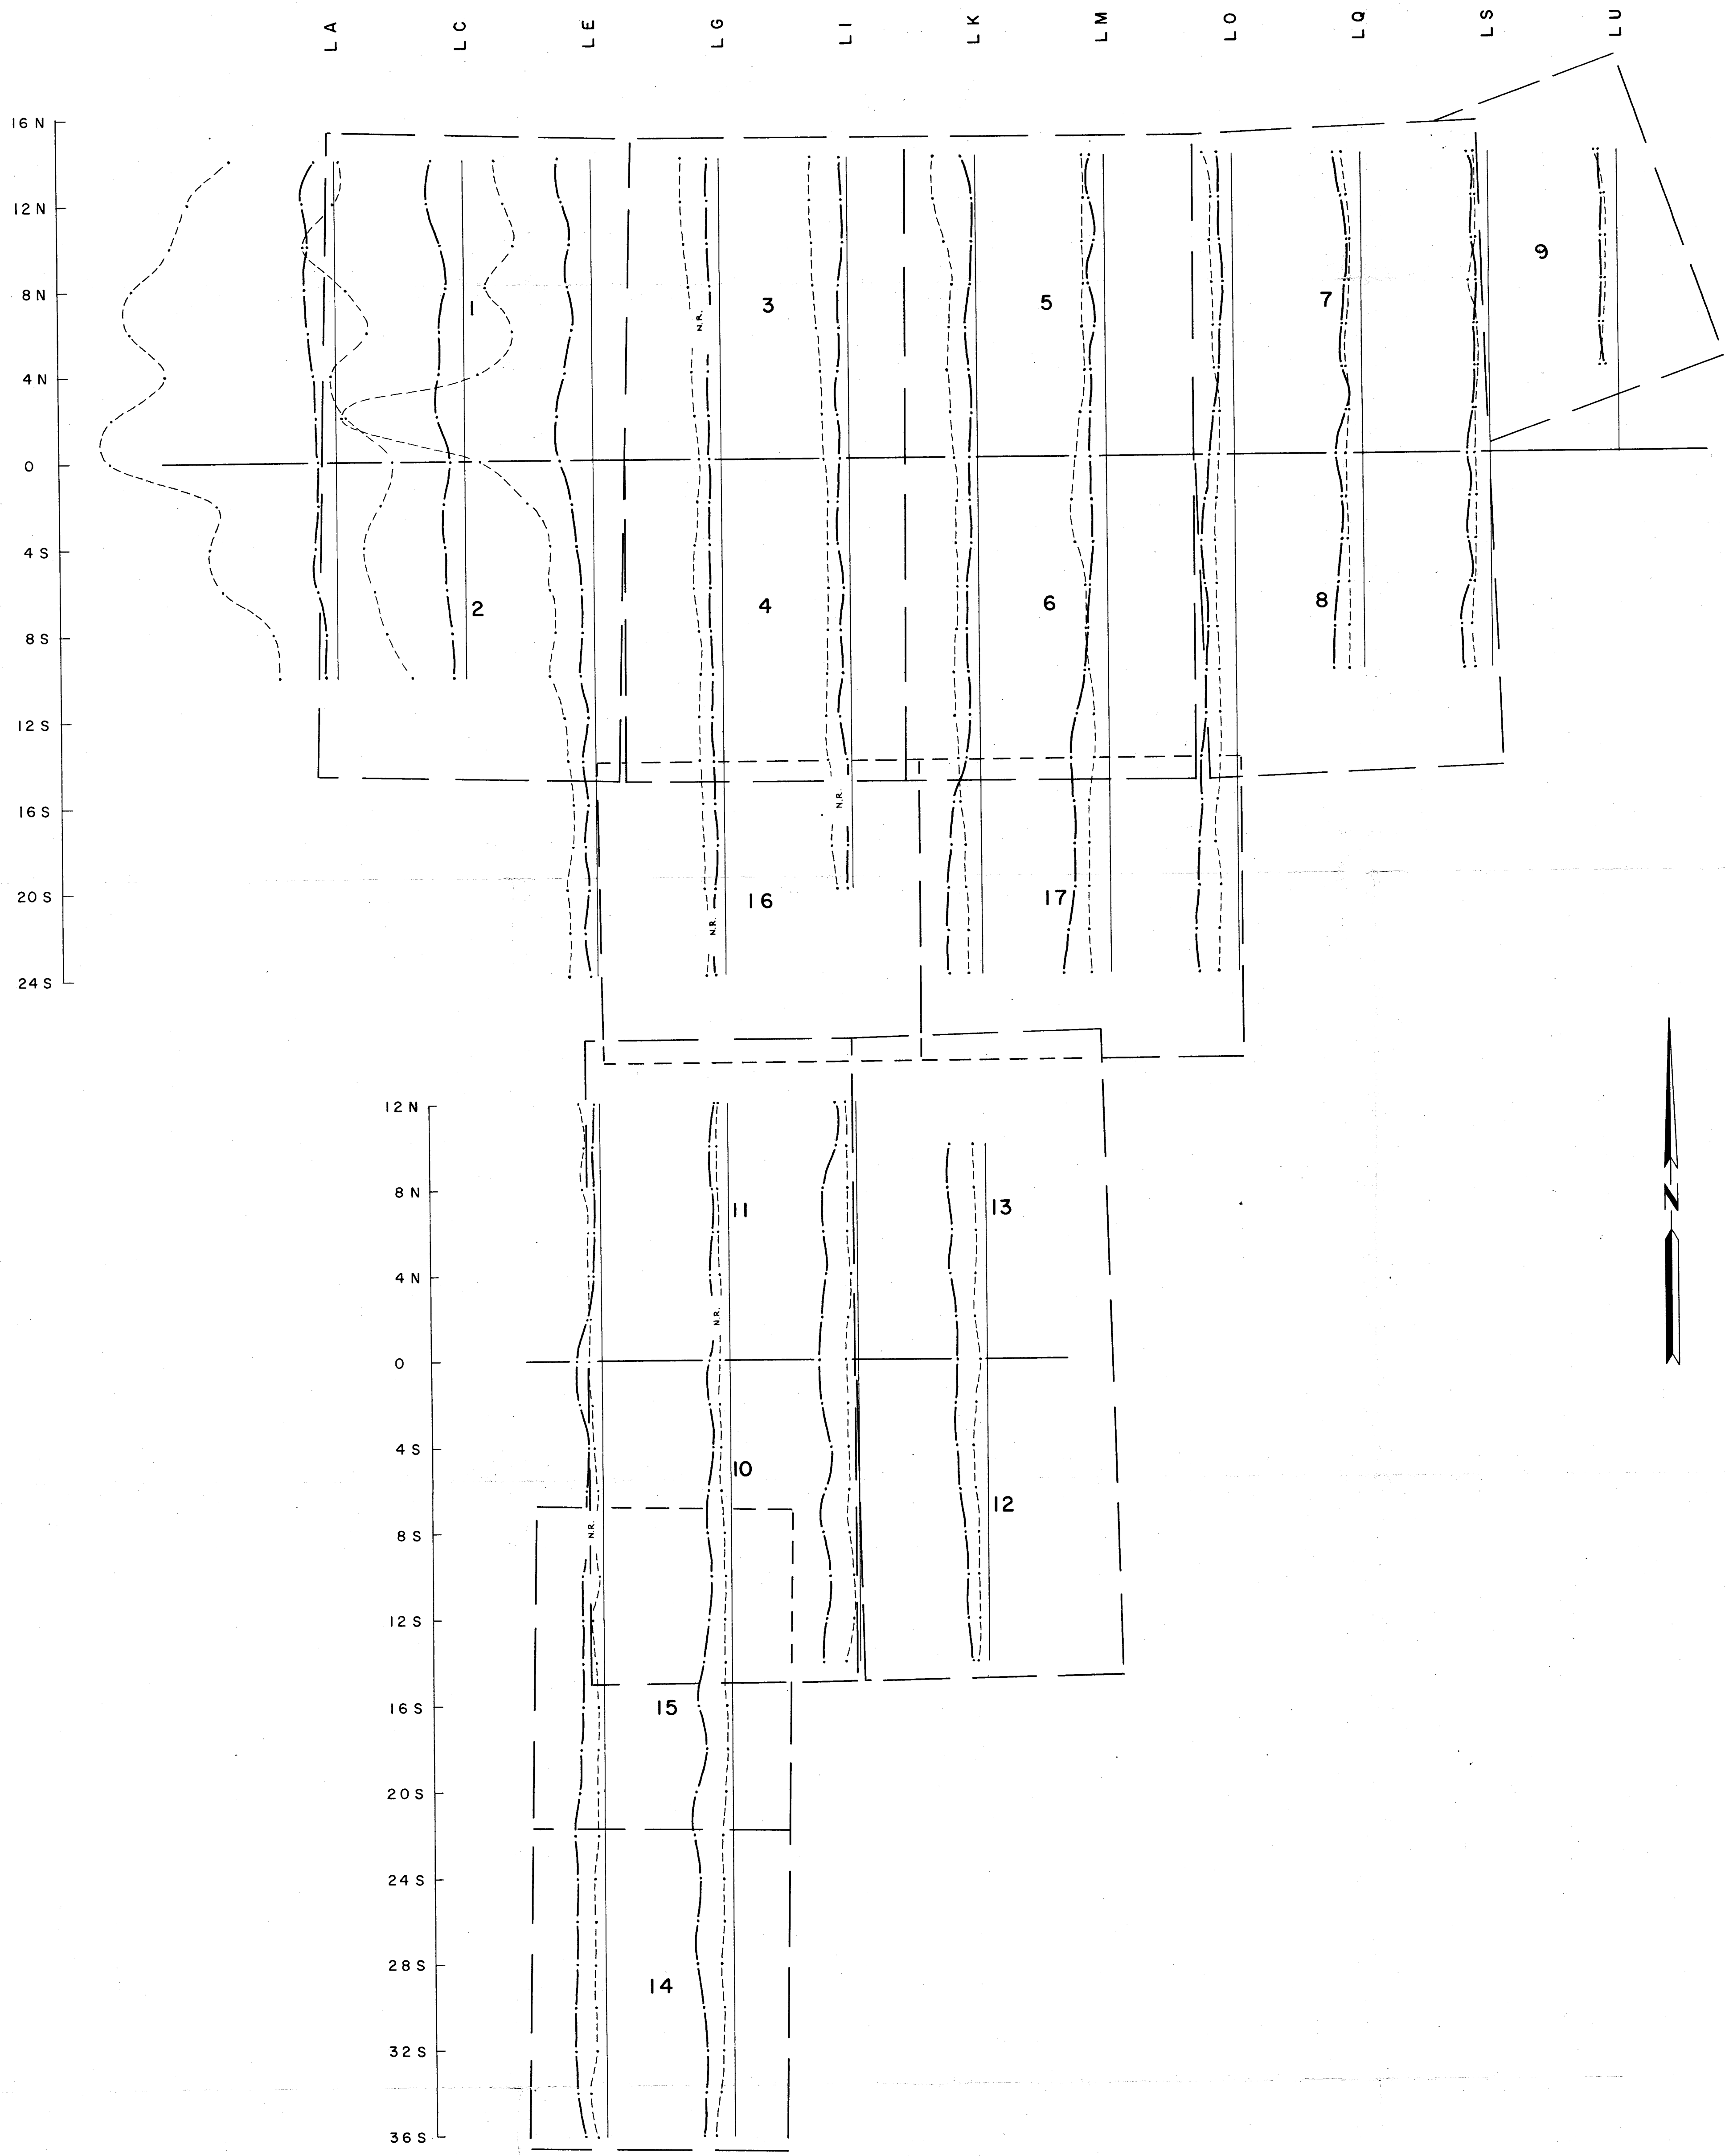 LA LC LE LG LI LK LM LO LQ LS LU
16 N
12 N
8 N
4 N
0
4 S
8 S
12 S
16 S
20 S
24 S
1
3
5
7
9
N.R.
2
4
6
8
N.R.
16
17
N.R.
12 N
8 N
4 N
0
4 S
8 S
12 S
16 S
20 S
24 S
28 S
32 S
36 S
11
13
N.R.
10
12
N.R.
15
14
N